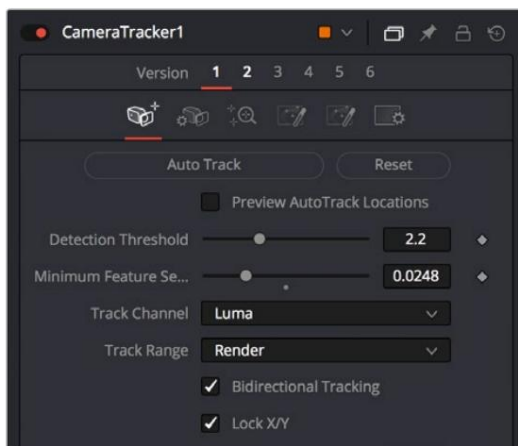 CameraTracker1
Version 1 2 3 4 5 6
Auto Track Reset
Preview AutoTrack Locations
Detection Threshold 2.2
Minimum Feature Se... 0.0248
Track Channel Luma
Track Range Render
Bidirectional Tracking
Lock X/Y